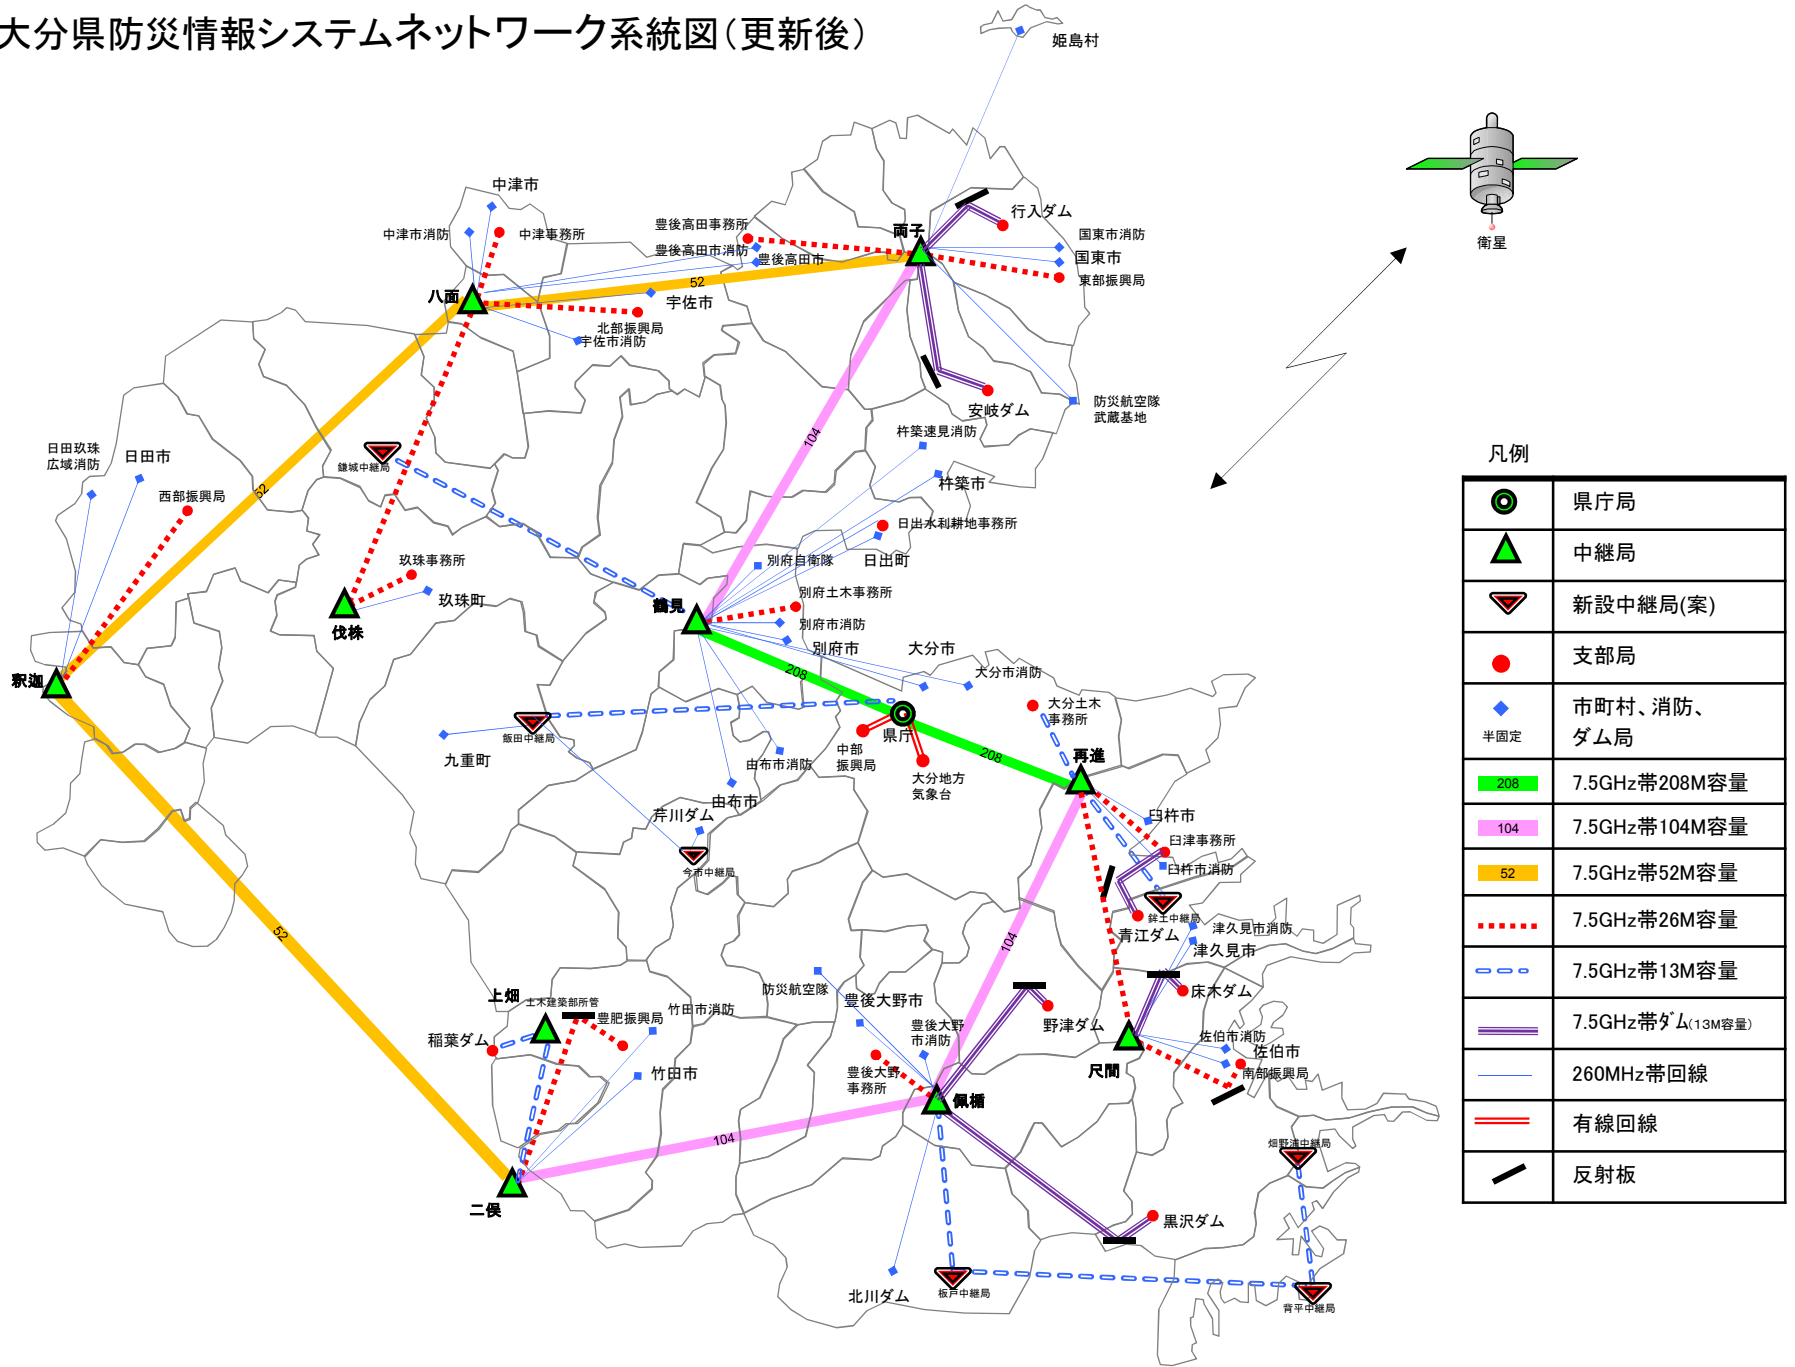 大分県防災情報システムネットワーク系統図(更新後)
姫島村
中津市
中津市消防
中津事務所
豊後高田事務所
豊後高田市消防
豊後高田市
両子
行入ダム
国東市消防
国東市
東部振興局
衛星
八面
52
宇佐市
北部振興局
宇佐市消防
安岐ダム
防災航空隊
武蔵基地
104
杵築速見消防
杵築市
日田玖珠
広域消防
日田市
西部振興局
52
鎌城中継局
日出水利耕地事務所
日出町
別府自衛隊
玖珠事務所
玖珠町
伐株
鶴見
別府土木事務所
別府市消防
別府市
大分市
大分市消防
釈迦
208
県庁
中部
振興局
大分地方
気象台
208
大分土木
事務所
再進
飯田中継局
九重町
由布市消防
由布市
芹川ダム
今市中継局
臼杵市
臼津事務所
臼杵市消防
鉾土中継局
青江ダム
津久見市消防
津久見市
52
104
上畑
土木建築部所管
豊肥振興局
竹田市消防
稲葉ダム
竹田市
防災航空隊
豊後大野市
豊後大野
市消防
豊後大野
事務所
野津ダム
床木ダム
佐伯市消防
佐伯市
南部振興局
尺間
佩楯
104
二俣
畑野浦中継局
黒沢ダム
北川ダム
板戸中継局
背平中継局
凡例
県庁局
中継局
新設中継局(案)
支部局
市町村、消防、
半固定
ダム局
208 7.5GHz帯208M容量
104 7.5GHz帯104M容量
52 7.5GHz帯52M容量
7.5GHz帯26M容量
7.5GHz帯13M容量
7.5GHz帯ダム(13M容量)
260MHz帯回線
有線回線
反射板